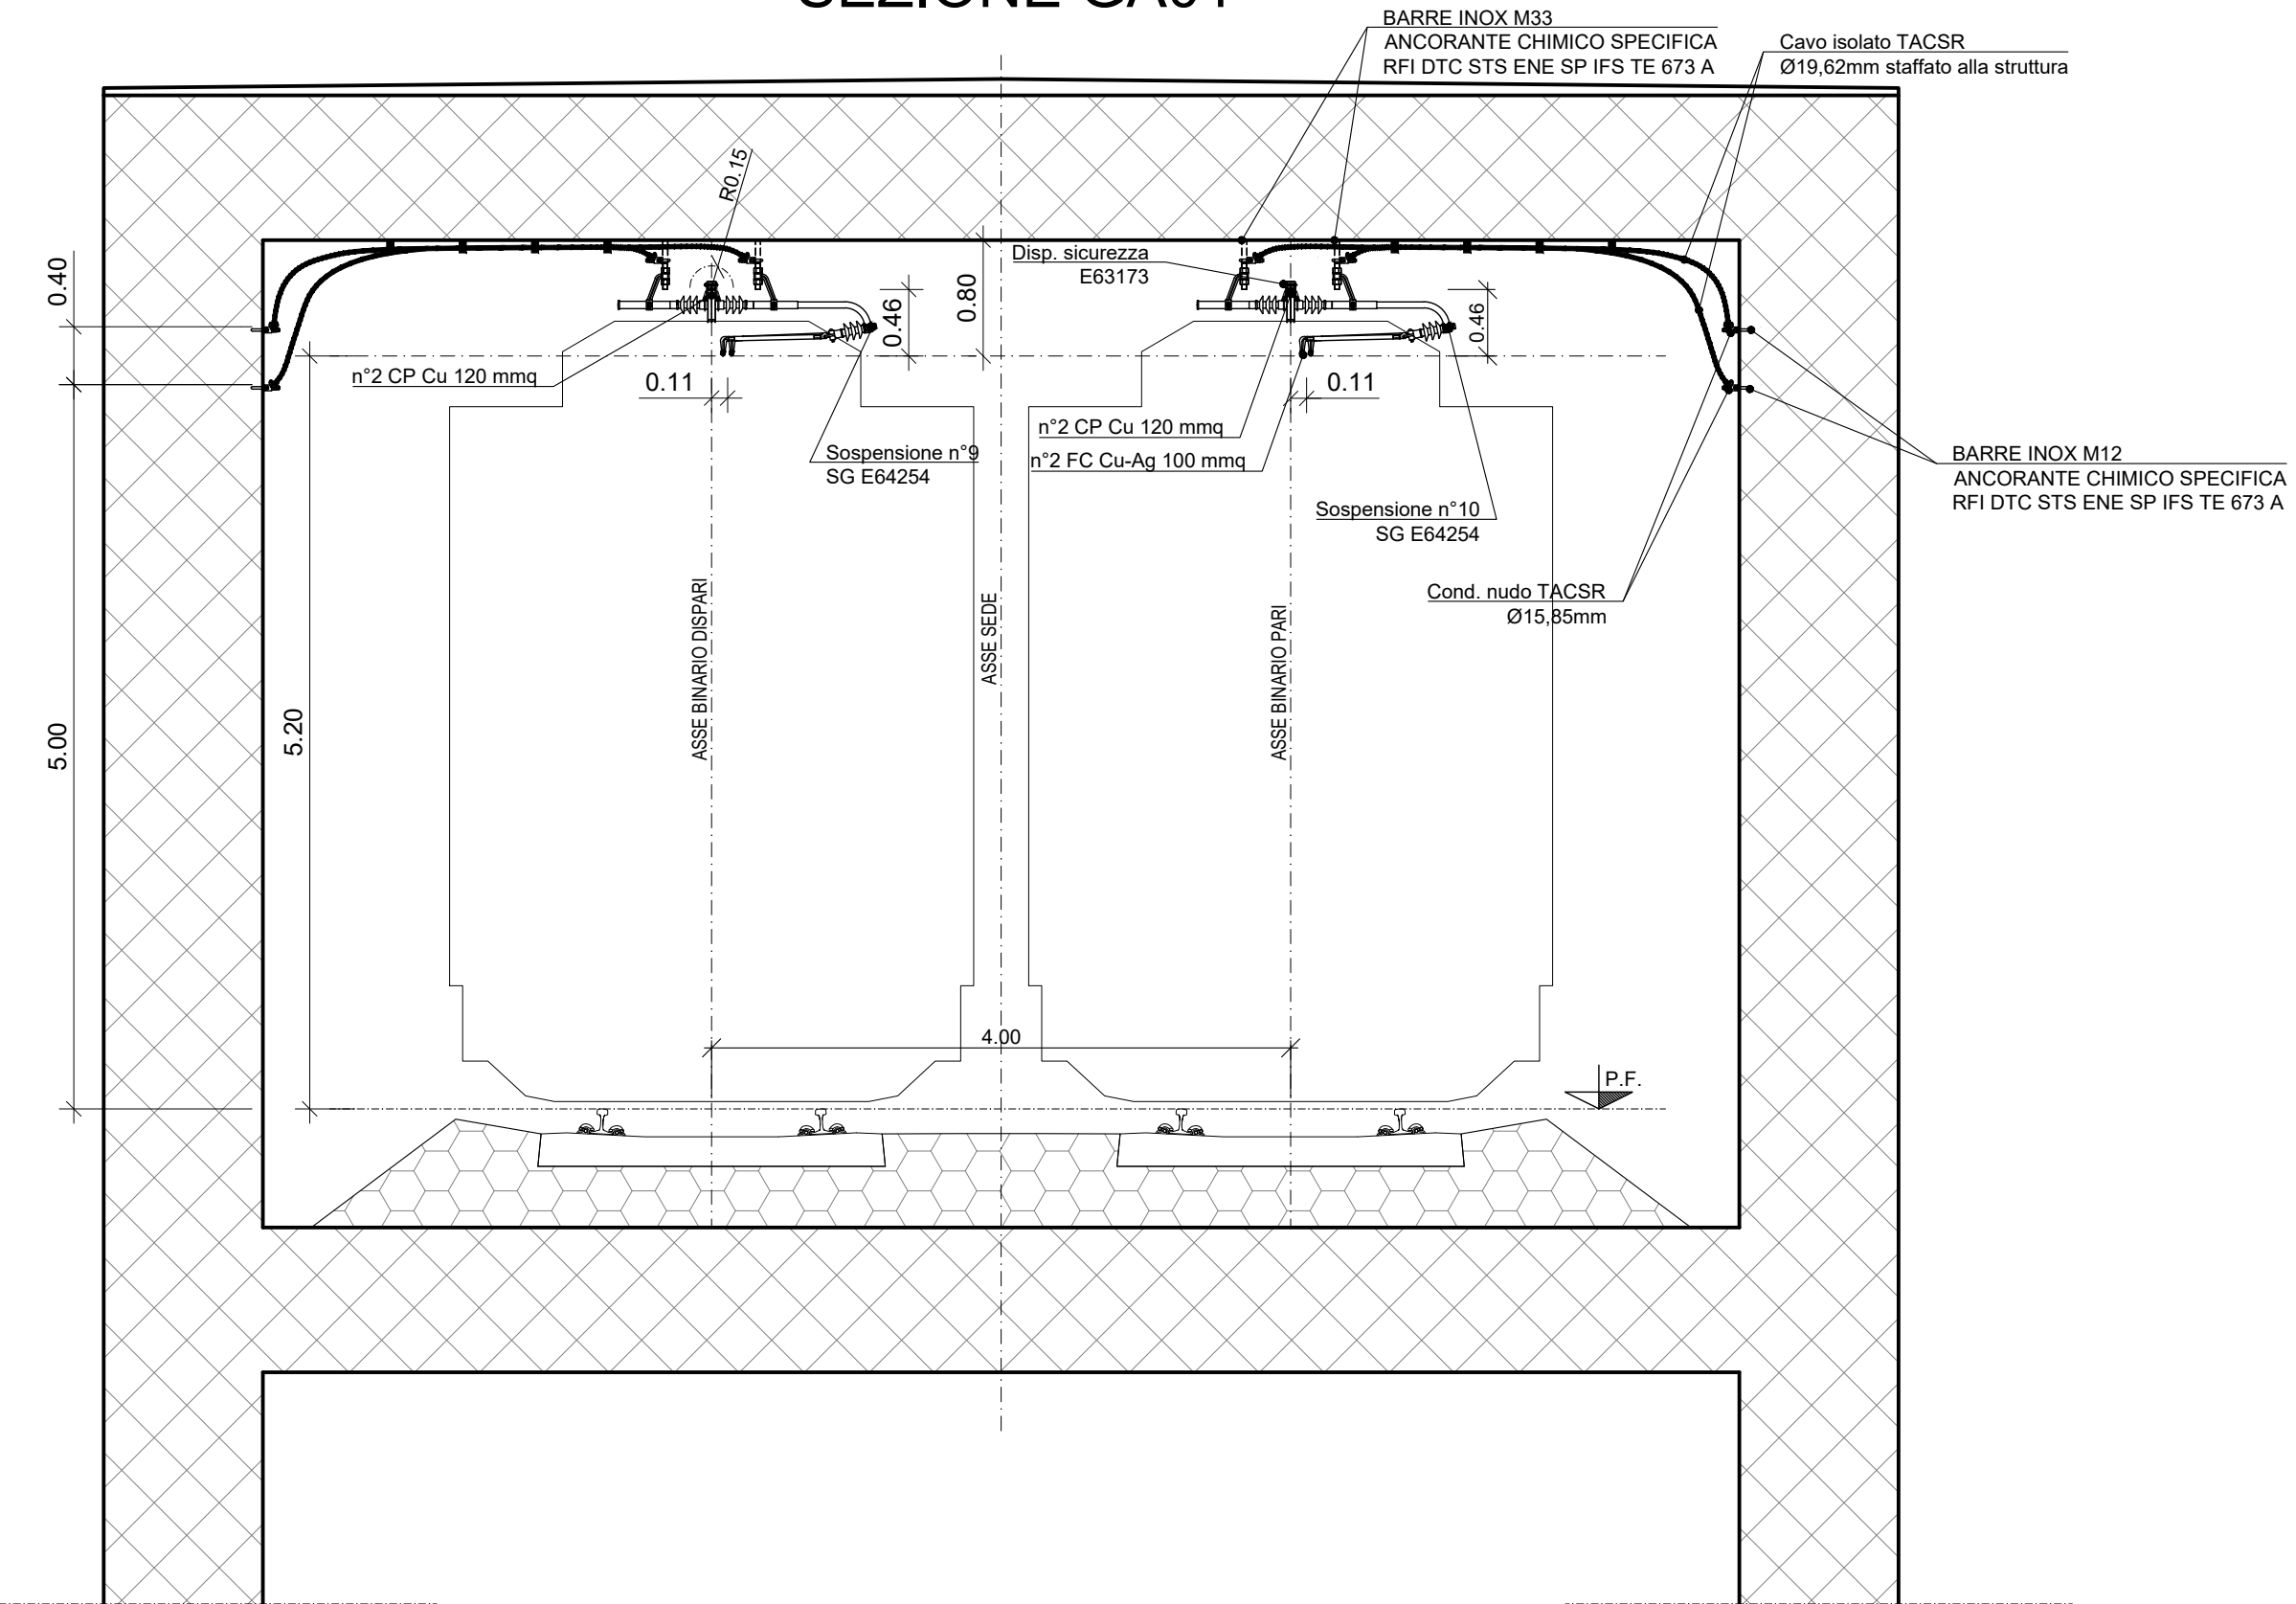 BARRE INOX M33
ANCORANTE CHIMICO SPECIFICA
RFI DTC STS ENE SP IFS TE 673 A
Cavo isolato TACSR
Ø19,62mm staffato alla struttura
R0.15
0.40
Disp. sicurezza
E63173
0.80
0.46
0.46
n°2 CP Cu 120 mmq
0.11
0.11
n°2 CP Cu 120 mmq
n°2 FC Cu-Ag 100 mmq
Sospensione n°9
SG E64254
Sospensione n°10
SG E64254
BARRE INOX M12
ANCORANTE CHIMICO SPECIFICA
RFI DTC STS ENE SP IFS TE 673 A
Cond. nudo TACSR
Ø15,85mm
ASSE BINARIO DISPARI
ASSE SEDE
ASSE BINARIO PARI
5.00
5.20
4.00
P.F.